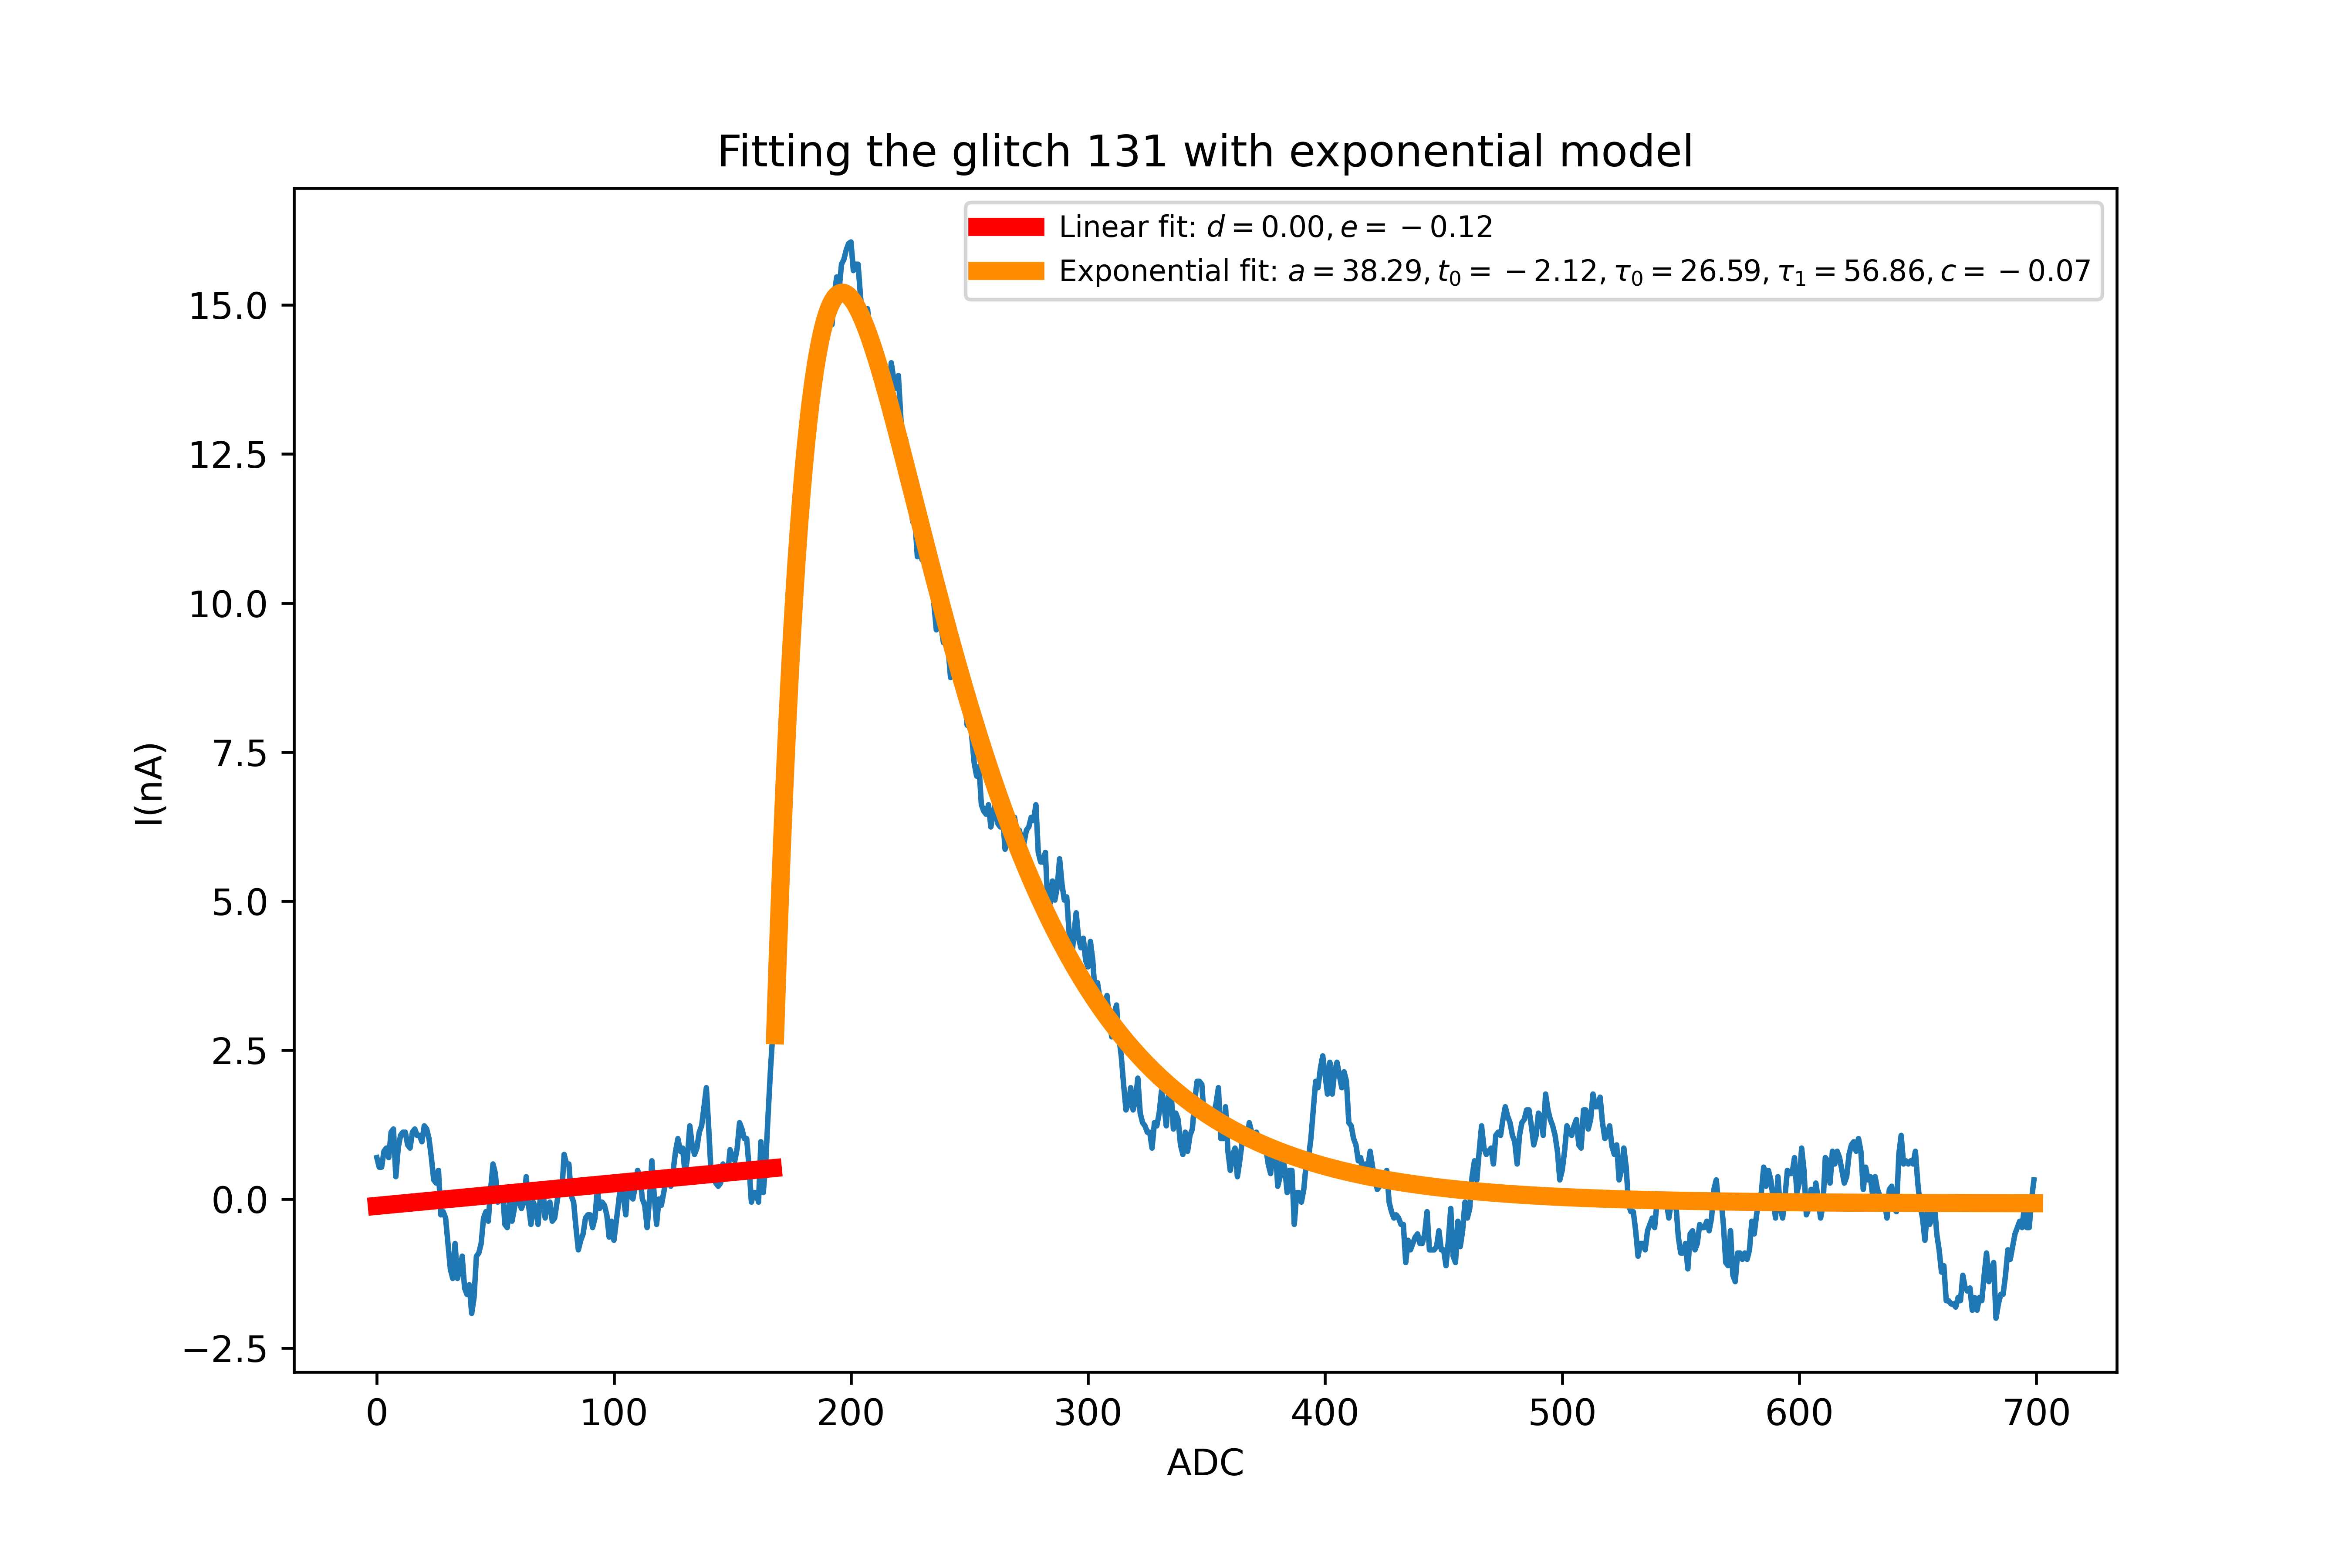 Fitting the glitch 131 with exponential model
Linear fit: d = 0.00, e = −0.12
Exponential fit: a = 38.29, t₀ = −2.12, τ₀ = 26.59, τ₁ = 56.86, c = −0.07
15.0
12.5
10.0
7.5
5.0
2.5
0.0
−2.5
I(nA)
0 100 200 300 400 500 600 700
ADC